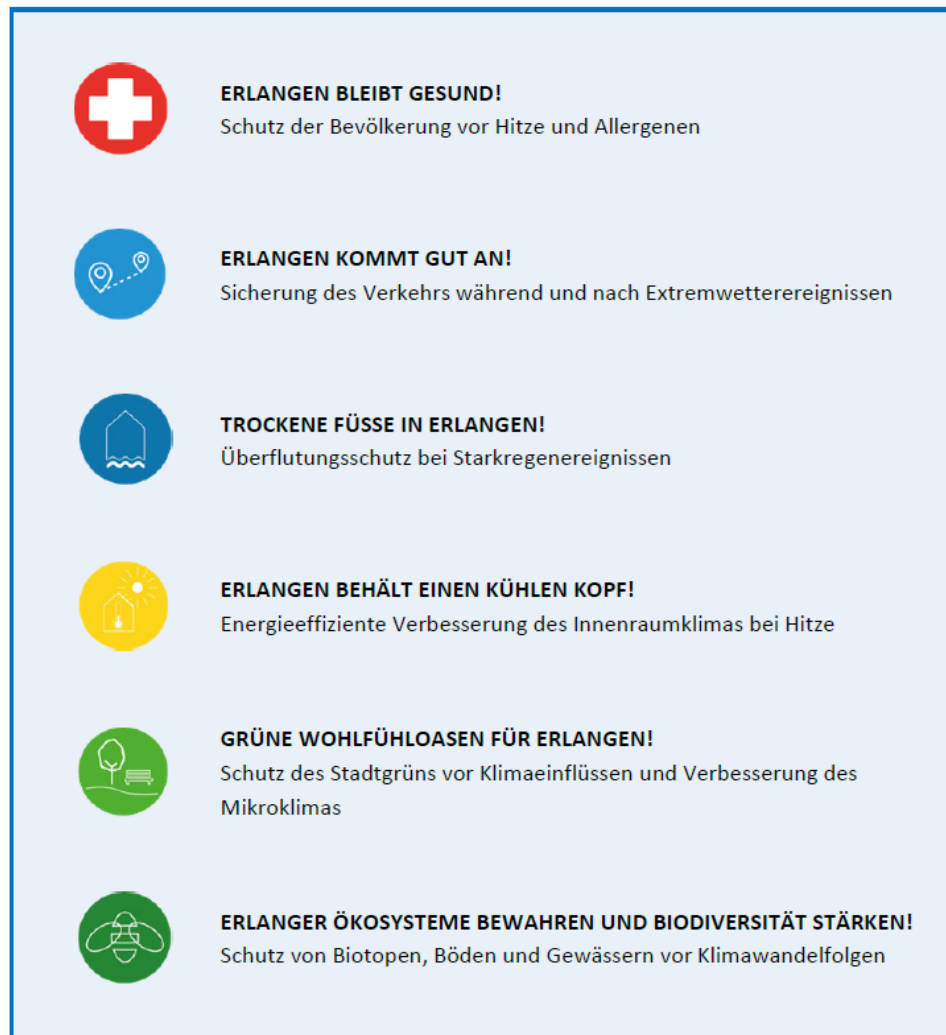 ERLANGEN BLEIBT GESUND!
Schutz der Bevölkerung vor Hitze und Allergenen
ERLANGEN KOMMT GUT AN!
Sicherung des Verkehrs während und nach Extremwetterereignissen
TROCKENE FÜSSE IN ERLANGEN!
Überflutungsschutz bei Starkregenereignissen
ERLANGEN BEHÄLT EINEN KÜHLEN KOPF!
Energieeffiziente Verbesserung des Innenraumklimas bei Hitze
GRÜNE WOHLFÜHLOASEN FÜR ERLANGEN!
Schutz des Stadtgrüns vor Klimaeinflüssen und Verbesserung des
Mikroklimas
ERLANGER ÖKOSYSTEME BEWAHREN UND BIODIVERSITÄT STÄRKEN!
Schutz von Biotopen, Böden und Gewässern vor Klimawandelfolgen